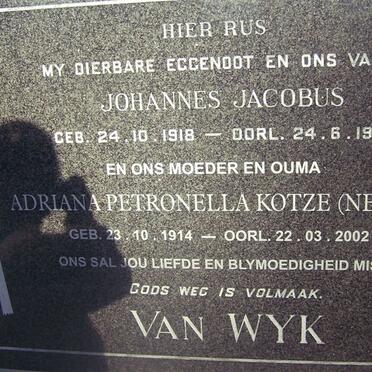 HIER RUS
MY DIERBARE EGGENOOT EN ONS VA
JOHANNES JACOBUS
GEB. 24.10.1918 — OORL. 24.6.19
EN ONS MOEDER EN OUMA
ADRIANA PETRONELLA KOTZE (NE
GEB. 23.10.1914 — OORL. 22.03.2002
ONS SAL JOU LIEFDE EN BLYMOEDIGHEID MIS
GODS WEG IS VOLMAAK.
VAN WYK